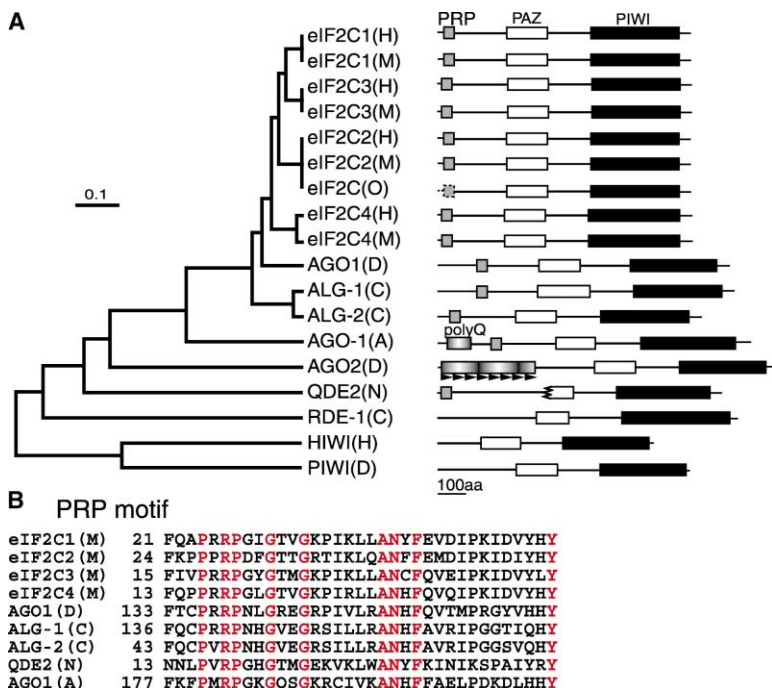 A
PRP PAZ PIWI
eIF2C1(H)
eIF2C1(M)
eIF2C3(H)
eIF2C3(M)
eIF2C2(H)
eIF2C2(M)
eIF2C(O)
0.1
eIF2C4(H)
eIF2C4(M)
AGO1(D)
ALG-1(C)
ALG-2(C)
polyQ
AGO-1(A)
AGO2(D)
QDE2(N)
RDE-1(C)
HIWI(H)
PIWI(D)
100aa
B PRP motif
eIF2C1(M) 21 FQAPRRPGIGTVGKPIKLLANYFEVDIPKIDVYHY
eIF2C2(M) 24 FKPPPRPDFGTTGRTIKLQANFFEMDIPKIDIYHY
eIF2C3(M) 15 FIVPRRPGYGTMGKPIKLLANCFQVEIPKIDVYLY
eIF2C4(M) 13 FQPPRRPGLGTVGKPIRLLANHFQVQIPKIDVYHY
AGO1(D) 133 FTCPRRPNLGREGRPIVLRANHFQVTMPRGYVHHY
ALG-1(C) 136 FQCPRRPNHGVEGRSILLRANHFAVRIPGGTIQHY
ALG-2(C) 43 FQCPVRPNHGVEGRSILLRANHFAVRIPGGSVQHY
QDE2(N) 13 NNLPVRPGHGTMGEKVKLWANYFKINIKSPAIYRY
AGO1(A) 177 FKFPMRPGKGQSGKRCIVKANHFFAELPDKDLHHY